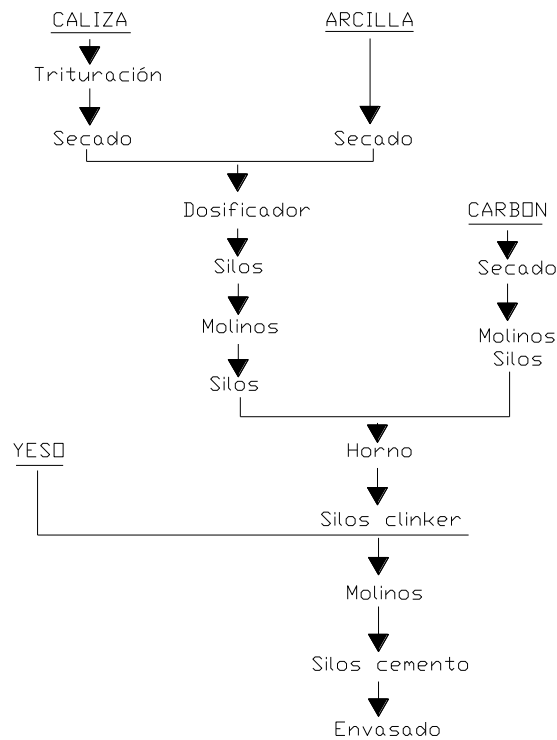 CALIZA
ARCILLA
Trituración
Secado
Secado
Dosificador
CARBON
Silos
Secado
Molinos
Molinos
Silos
Silos
YESO
Horno
Silos clinker
Molinos
Silos cemento
Envasado